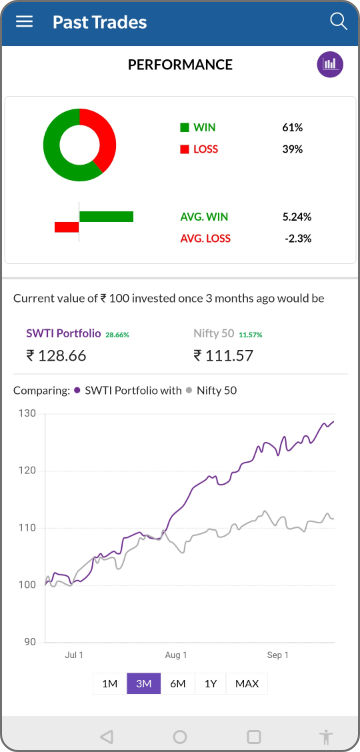 Past Trades
PERFORMANCE
WIN 61%
LOSS 39%
AVG. WIN 5.24%
AVG. LOSS -2.3%
Current value of ₹ 100 invested once 3 months ago would be
SWTI Portfolio 28.66% Nifty 50 11.57%
₹ 128.66 ₹ 111.57
Comparing: SWTI Portfolio with Nifty 50
130
120
110
100
90
Jul 1 Aug 1 Sep 1
1M 3M 6M 1Y MAX